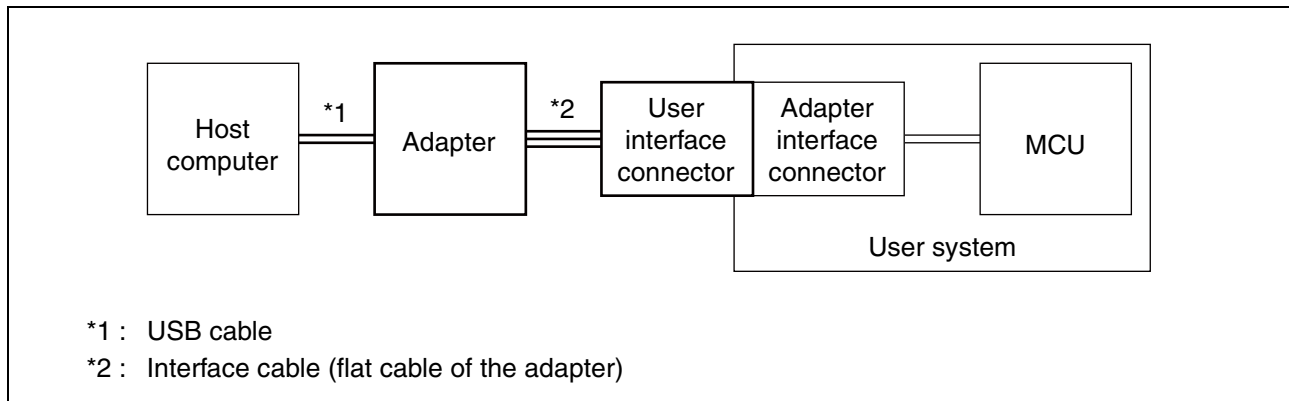 Host
computer
*1
Adapter
*2
User
interface
connector
Adapter
interface
connector
MCU
User system
*1 : USB cable
*2 : Interface cable (flat cable of the adapter)